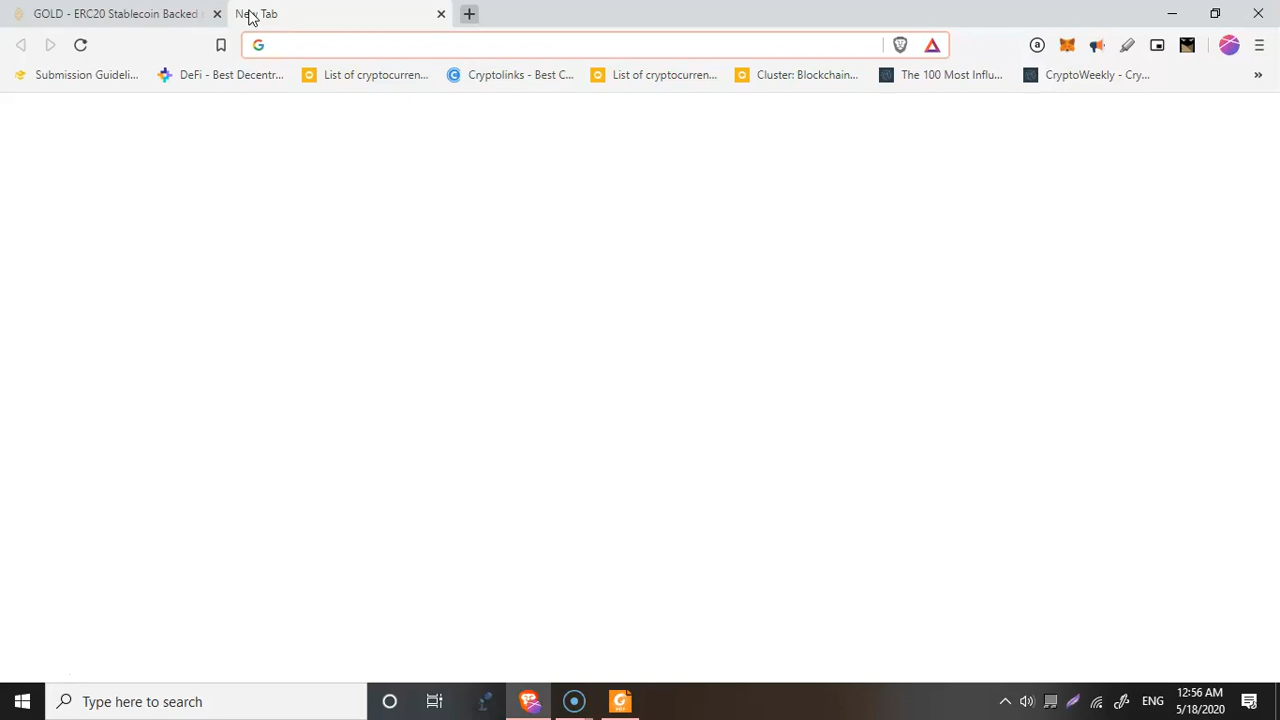 GOLD - ERC20 Stablecoin Backed
New Tab
Submission Guideli...
DeFi - Best Decentr...
List of cryptocurren...
Cryptolinks - Best C...
List of cryptocurren...
Cluster: Blockchain...
The 100 Most Influ...
CryptoWeekly - Cry...
Type here to search
ENG
12:56 AM
5/18/2020